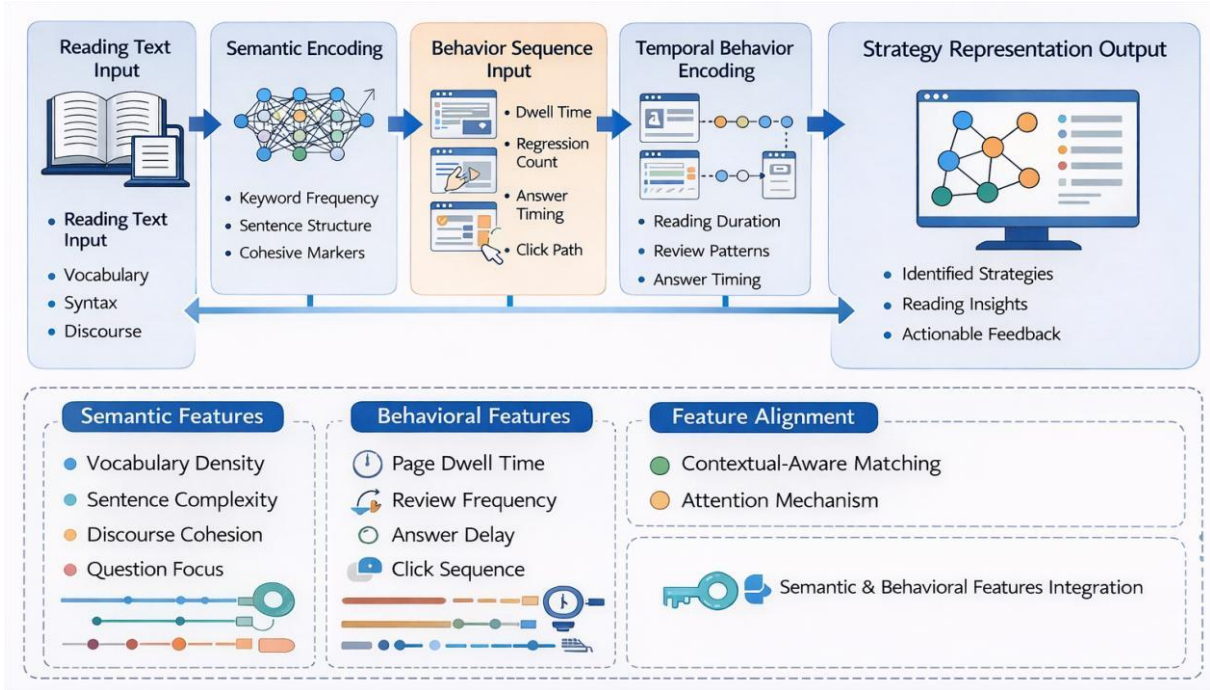 Reading Text
Input
Reading Text
Input
Vocabulary
Syntax
Discourse
Semantic Encoding
Keyword Frequency
Sentence Structure
Cohesive Markers
Behavior Sequence
Input
Dwell Time
Regression
Count
Answer
Timing
Click Path
Temporal Behavior
Encoding
a
Reading Duration
Review Patterns
Answer Timing
Strategy Representation Output
Identified Strategies
Reading Insights
Actionable Feedback
Semantic Features
Vocabulary Density
Sentence Complexity
Discourse Cohesion
Question Focus
Behavioral Features
Page Dwell Time
Review Frequency
Answer Delay
Click Sequence
Feature Alignment
Contextual-Aware Matching
Attention Mechanism
Semantic & Behavioral Features Integration